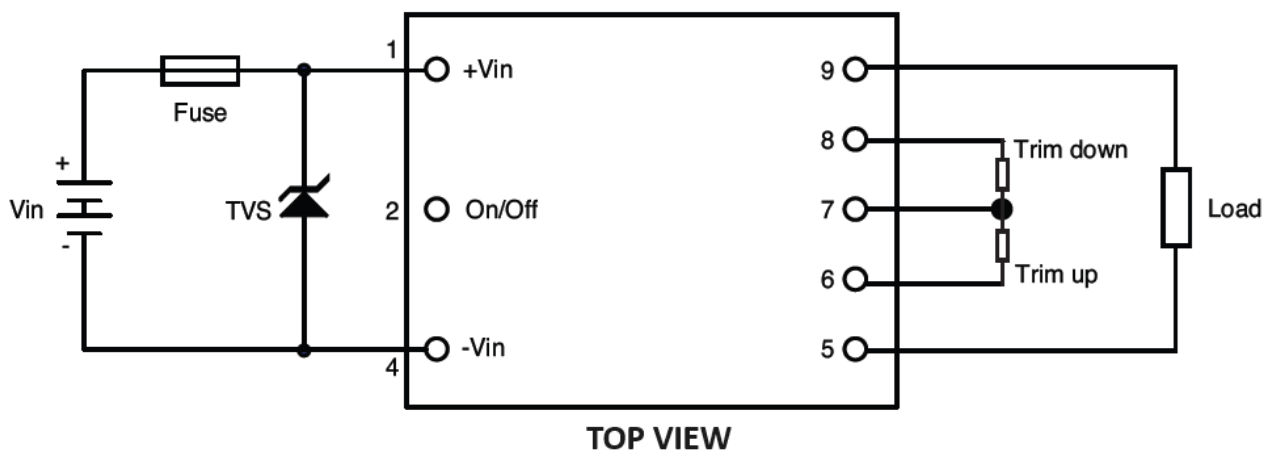 1
+Vin
9
Fuse
8
Trim down
+
Vin
-
TVS
2
On/Off
7
Load
6
Trim up
-Vin
4
5
TOP VIEW